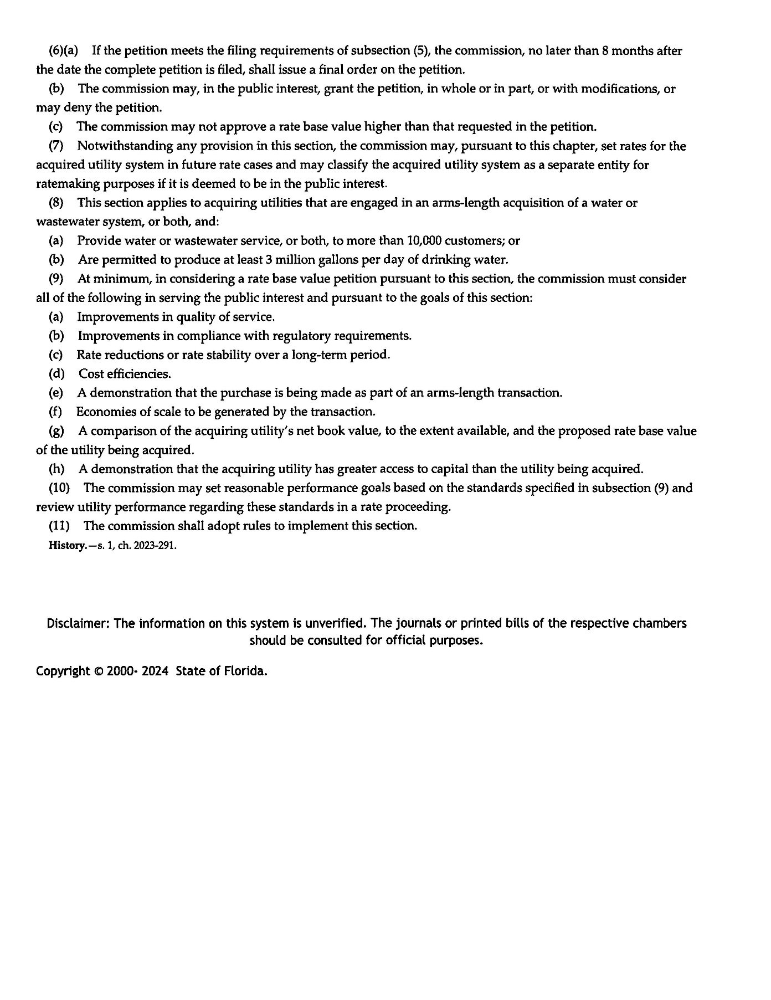 (6)(a) If the petition meets the filing requirements of subsection (5), the commission, no later than 8 months after
the date the complete petition is filed, shall issue a final order on the petition.
(b) The commission may, in the public interest, grant the petition, in whole or in part, or with modifications, or
may deny the petition.
(c) The commission may not approve a rate base value higher than that requested in the petition.
(7) Notwithstanding any provision in this section, the commission may, pursuant to this chapter, set rates for the
acquired utility system in future rate cases and may classify the acquired utility system as a separate entity for
ratemaking purposes if it is deemed to be in the public interest.
(8) This section applies to acquiring utilities that are engaged in an arms-length acquisition of a water or
wastewater system, or both, and:
(a) Provide water or wastewater service, or both, to more than 10,000 customers; or
(b) Are permitted to produce at least 3 million gallons per day of drinking water.
(9) At minimum, in considering a rate base value petition pursuant to this section, the commission must consider
all of the following in serving the public interest and pursuant to the goals of this section:
(a) Improvements in quality of service.
(b) Improvements in compliance with regulatory requirements.
(c) Rate reductions or rate stability over a long-term period.
(d) Cost efficiencies.
(e) A demonstration that the purchase is being made as part of an arms-length transaction.
(f) Economies of scale to be generated by the transaction.
(g) A comparison of the acquiring utility's net book value, to the extent available, and the proposed rate base value
of the utility being acquired.
(h) A demonstration that the acquiring utility has greater access to capital than the utility being acquired.
(10) The commission may set reasonable performance goals based on the standards specified in subsection (9) and
review utility performance regarding these standards in a rate proceeding.
(11) The commission shall adopt rules to implement this section.
History.—s. 1, ch. 2023-291.
Disclaimer: The information on this system is unverified. The journals or printed bills of the respective chambers
should be consulted for official purposes.
Copyright © 2000- 2024 State of Florida.